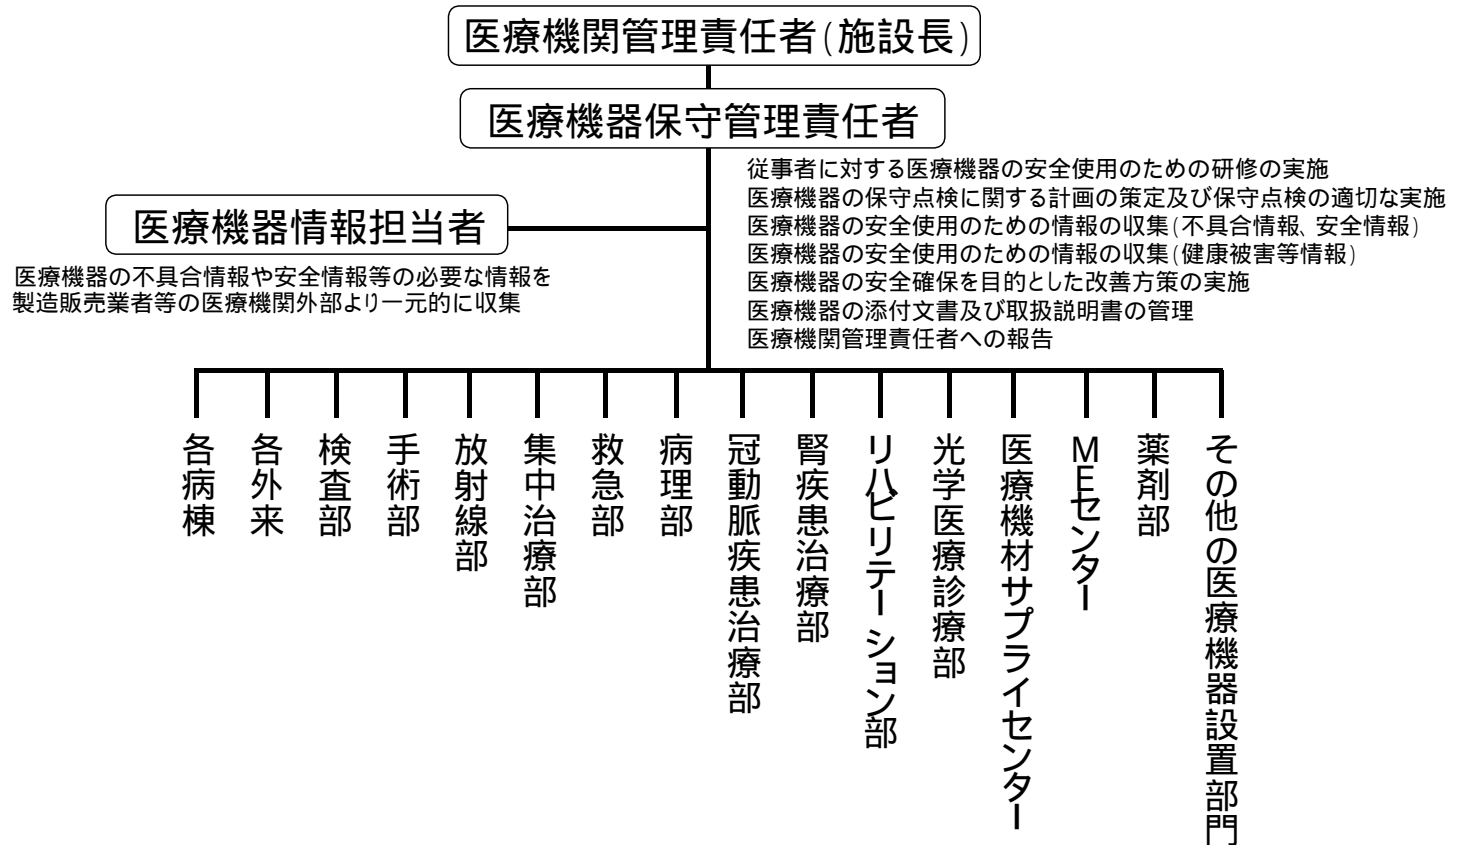 医療機関管理責任者(施設長)
医療機器保守管理責任者
従事者に対する医療機器の安全使用のための研修の実施
医療機器の保守点検に関する計画の策定及び保守点検の適切な実施
医療機器の安全使用のための情報の収集(不具合情報、安全情報)
医療機器の安全使用のための情報の収集(健康被害等情報)
医療機器の安全確保を目的とした改善方策の実施
医療機器の添付文書及び取扱説明書の管理
医療機関管理責任者への報告
医療機器情報担当者
医療機器の不具合情報や安全情報等の必要な情報を
製造販売業者等の医療機関外部より一元的に収集
各病棟
各外来
検査部
手術部
放射線部
集中治療部
救急部
病理部
冠動脈疾患治療部
腎疾患治療部
リハビリテーション部
光学医療診療部
医療機材サプライセンター
MEセンター
薬剤部
その他の医療機器設置部門